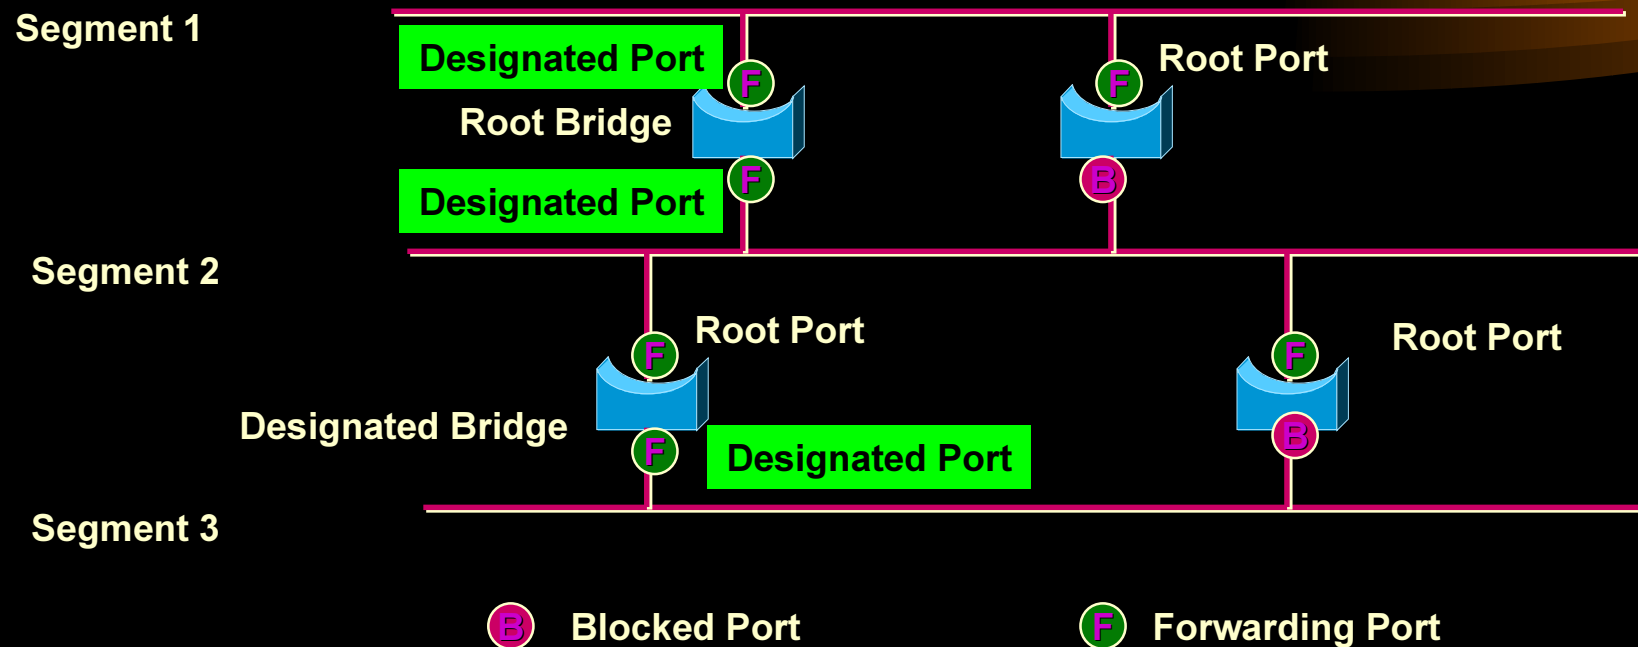 Segment 1
Designated Port
F
F
Root Port
Root Bridge
Designated Port
F
B
Segment 2
Root Port
F
F
Root Port
Designated Bridge
F
Designated Port
B
Segment 3
B Blocked Port
F Forwarding Port